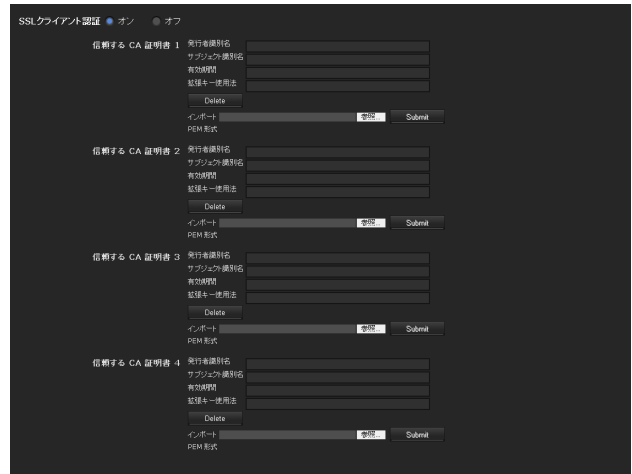 SSLクライアント認証 オン オフ
信頼する CA 証明書 1 発行者識別名
サブジェクト識別名
有効期間
拡張キー使用法
Delete
インポート 参照... Submit
PEM 形式
信頼する CA 証明書 2 発行者識別名
サブジェクト識別名
有効期間
拡張キー使用法
Delete
インポート 参照... Submit
PEM 形式
信頼する CA 証明書 3 発行者識別名
サブジェクト識別名
有効期間
拡張キー使用法
Delete
インポート 参照... Submit
PEM 形式
信頼する CA 証明書 4 発行者識別名
サブジェクト識別名
有効期間
拡張キー使用法
Delete
インポート 参照... Submit
PEM 形式